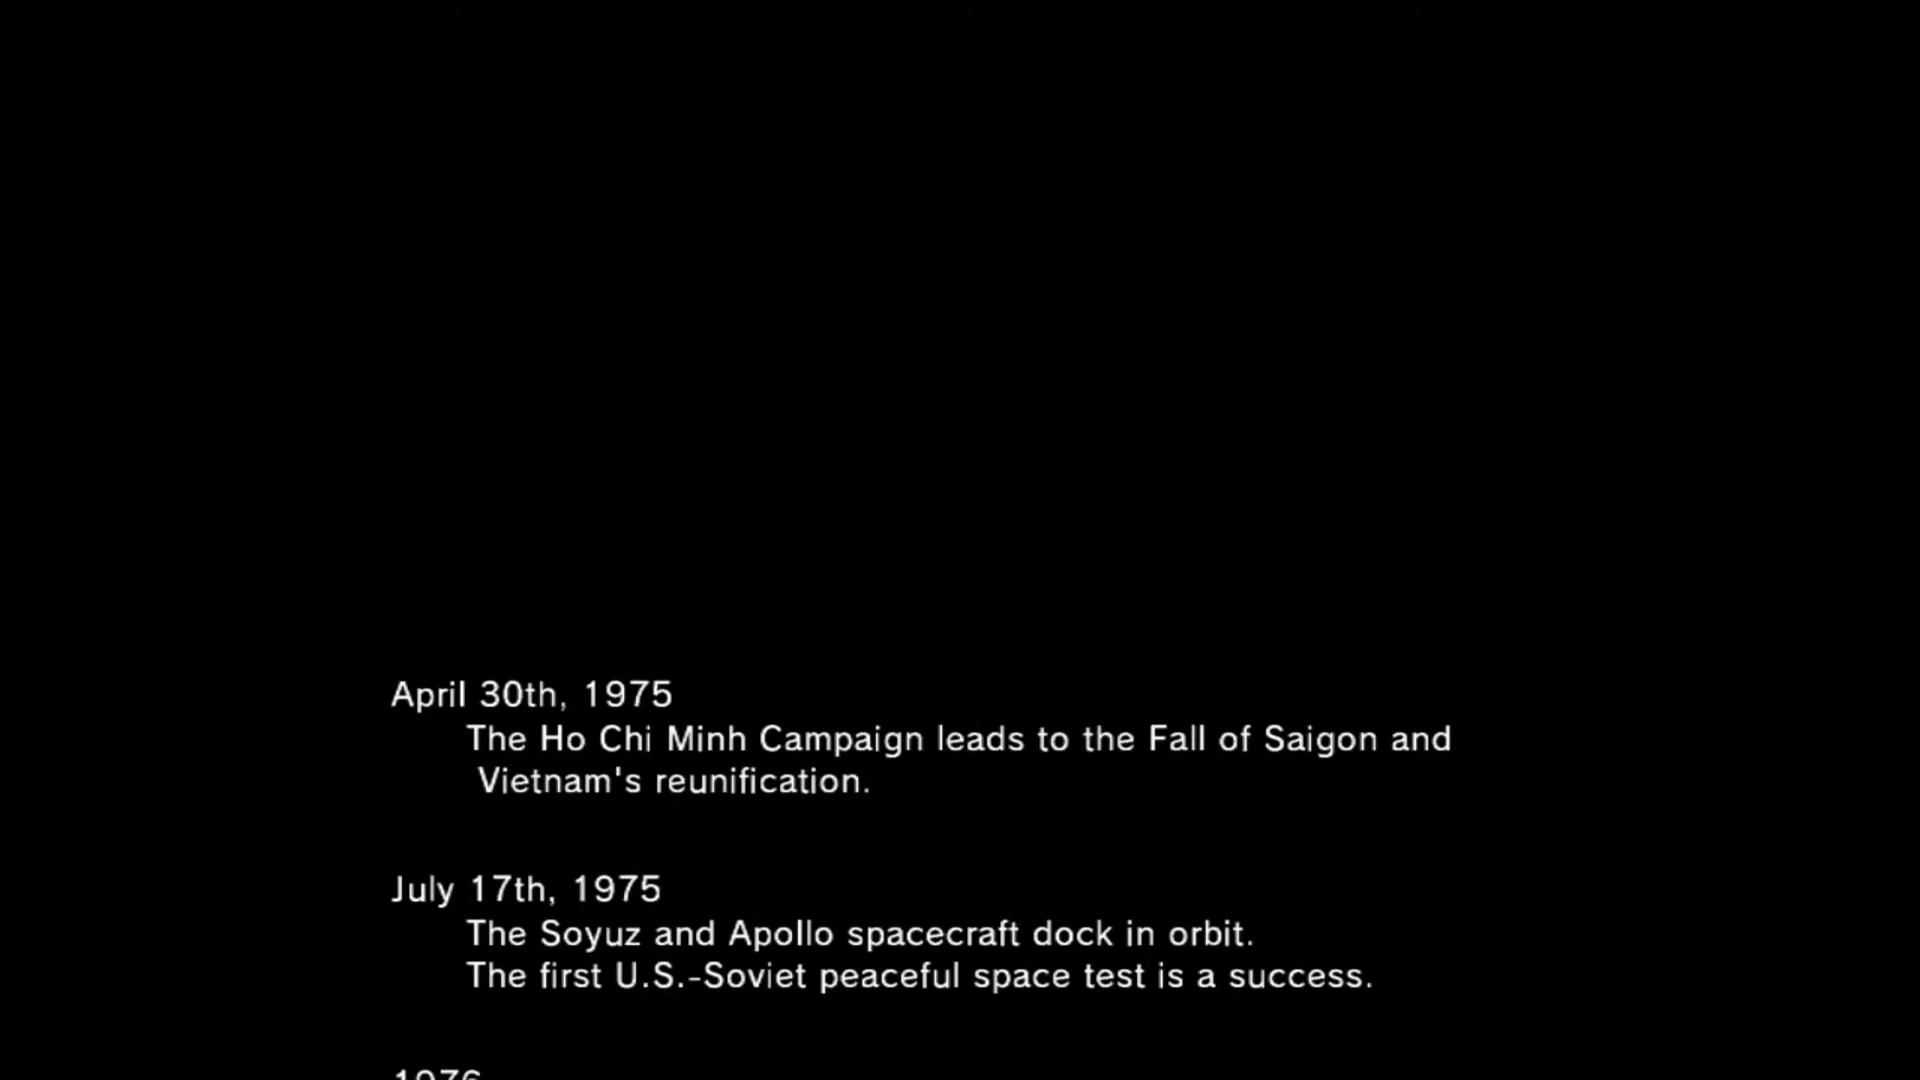 April 30th, 1975
The Ho Chi Minh Campaign leads to the Fall of Saigon and
Vietnam's reunification.
July 17th, 1975
The Soyuz and Apollo spacecraft dock in orbit.
The first U.S.-Soviet peaceful space test is a success.
1976